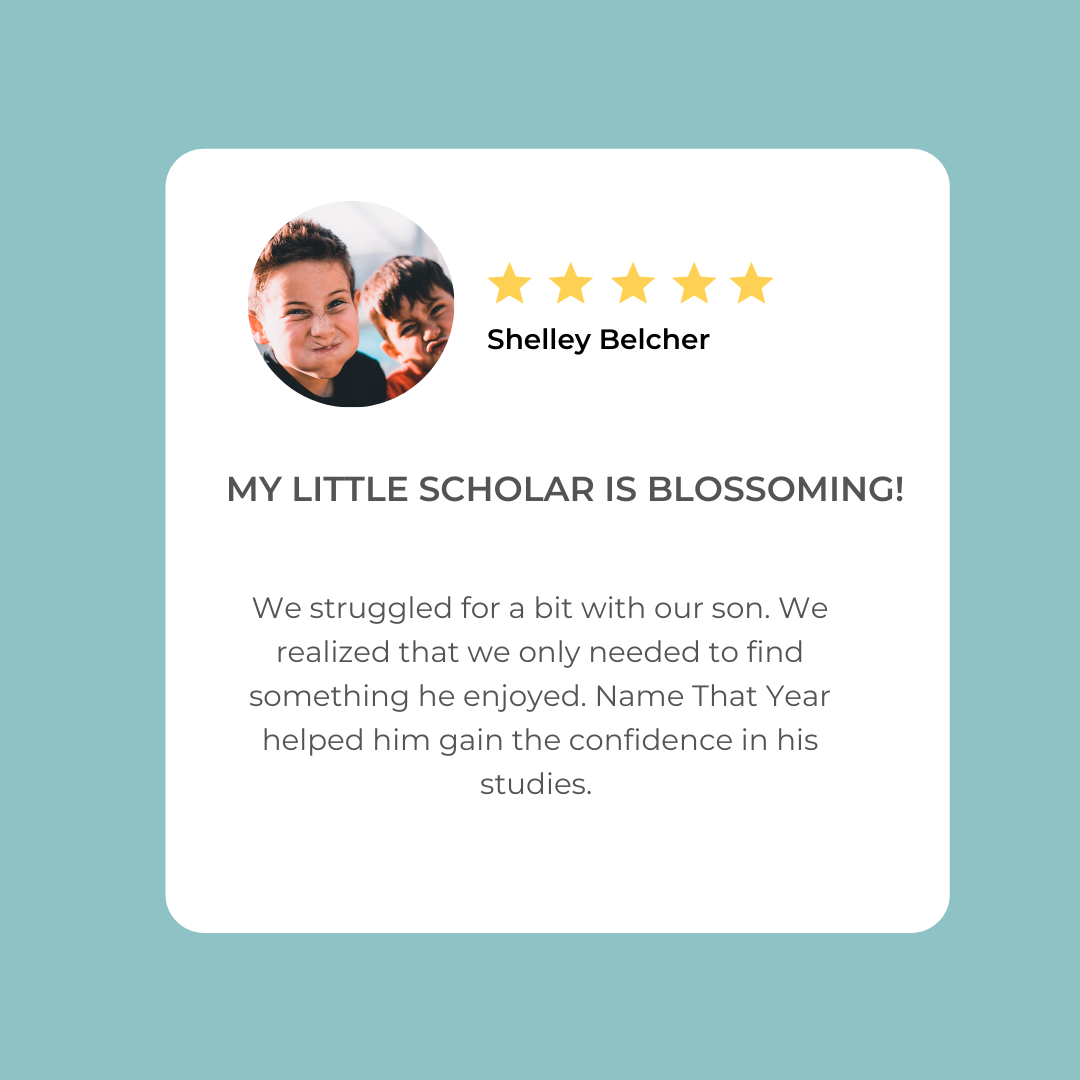 Shelley Belcher
MY LITTLE SCHOLAR IS BLOSSOMING!
We struggled for a bit with our son. We
realized that we only needed to find
something he enjoyed. Name That Year
helped him gain the confidence in his
studies.